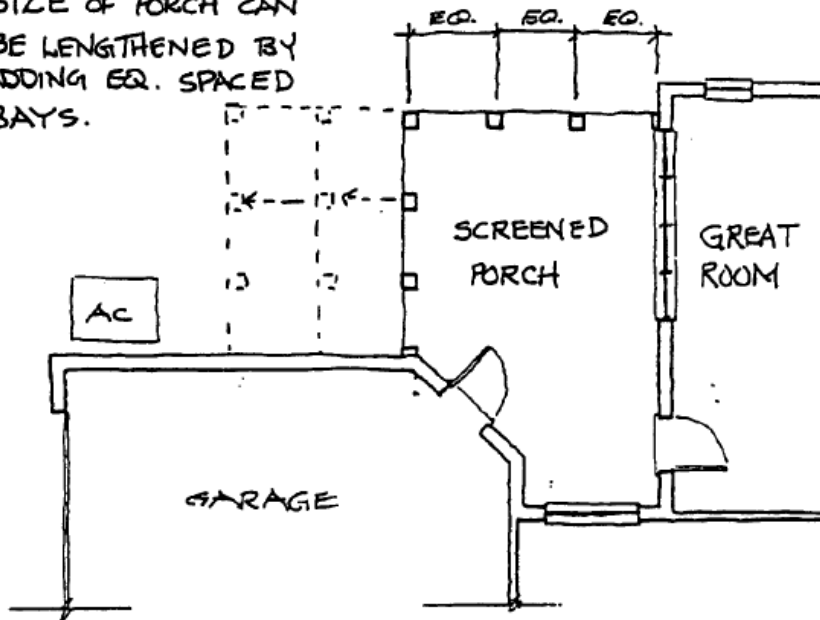 SIZE OF PORCH CAN
BE LENGTHENED BY
ADDING EQ. SPACED
BAYS.
EQ. EQ. EQ.
SCREENED
PORCH
GREAT
ROOM
AC
GARAGE